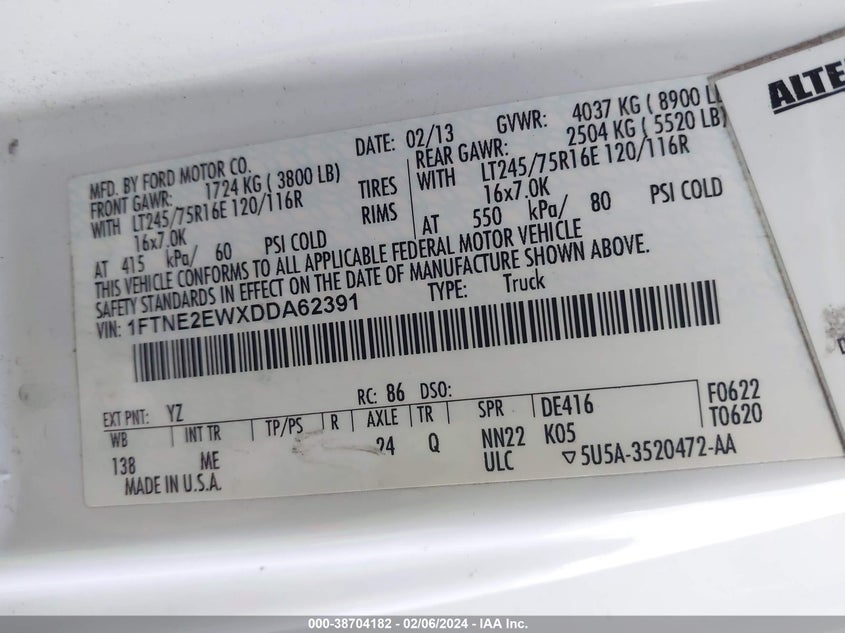 MFD. BY FORD MOTOR CO. DATE: 02/13 GVWR: 4037 KG ( 8900
FRONT GAWR: 1724 KG ( 3800 LB) REAR GAWR: 2504 KG ( 5520 LB)
WITH LT245/75R16E 120/116R TIRES WITH LT245/75R16E 120/116R
16x7.0K RIMS 16x7.0K
AT 415 kPa/ 60 PSI COLD AT 550 kPa/ 80 PSI COLD
THIS VEHICLE CONFORMS TO ALL APPLICABLE FEDERAL MOTOR VEHICLE
SAFETY STANDARDS IN EFFECT ON THE DATE OF MANUFACTURE SHOWN ABOVE.
VIN: 1FTNE2EWXDDA62391 TYPE: Truck
EXT PNT: YZ RC: 86 DSO:
WB INT TR TP/PS R AXLE TR SPR DE416 F0622
138 ME 24 Q NN22 K05 T0620
MADE IN U.S.A. ULC ▽5U5A-3520472-AA
000-38704182 - 02/06/2024 - IAA Inc.